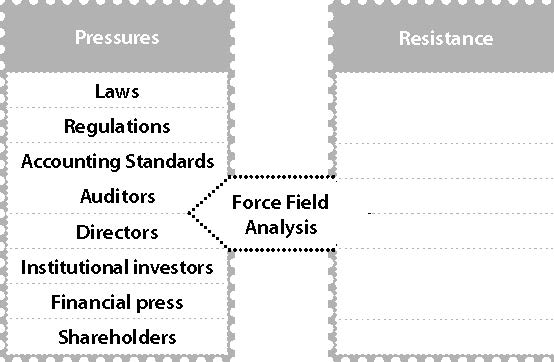 Pressures
Resistance
Laws
Regulations
Accounting Standards
Auditors
Directors
Institutional investors
Financial press
Shareholders
Force Field
Analysis